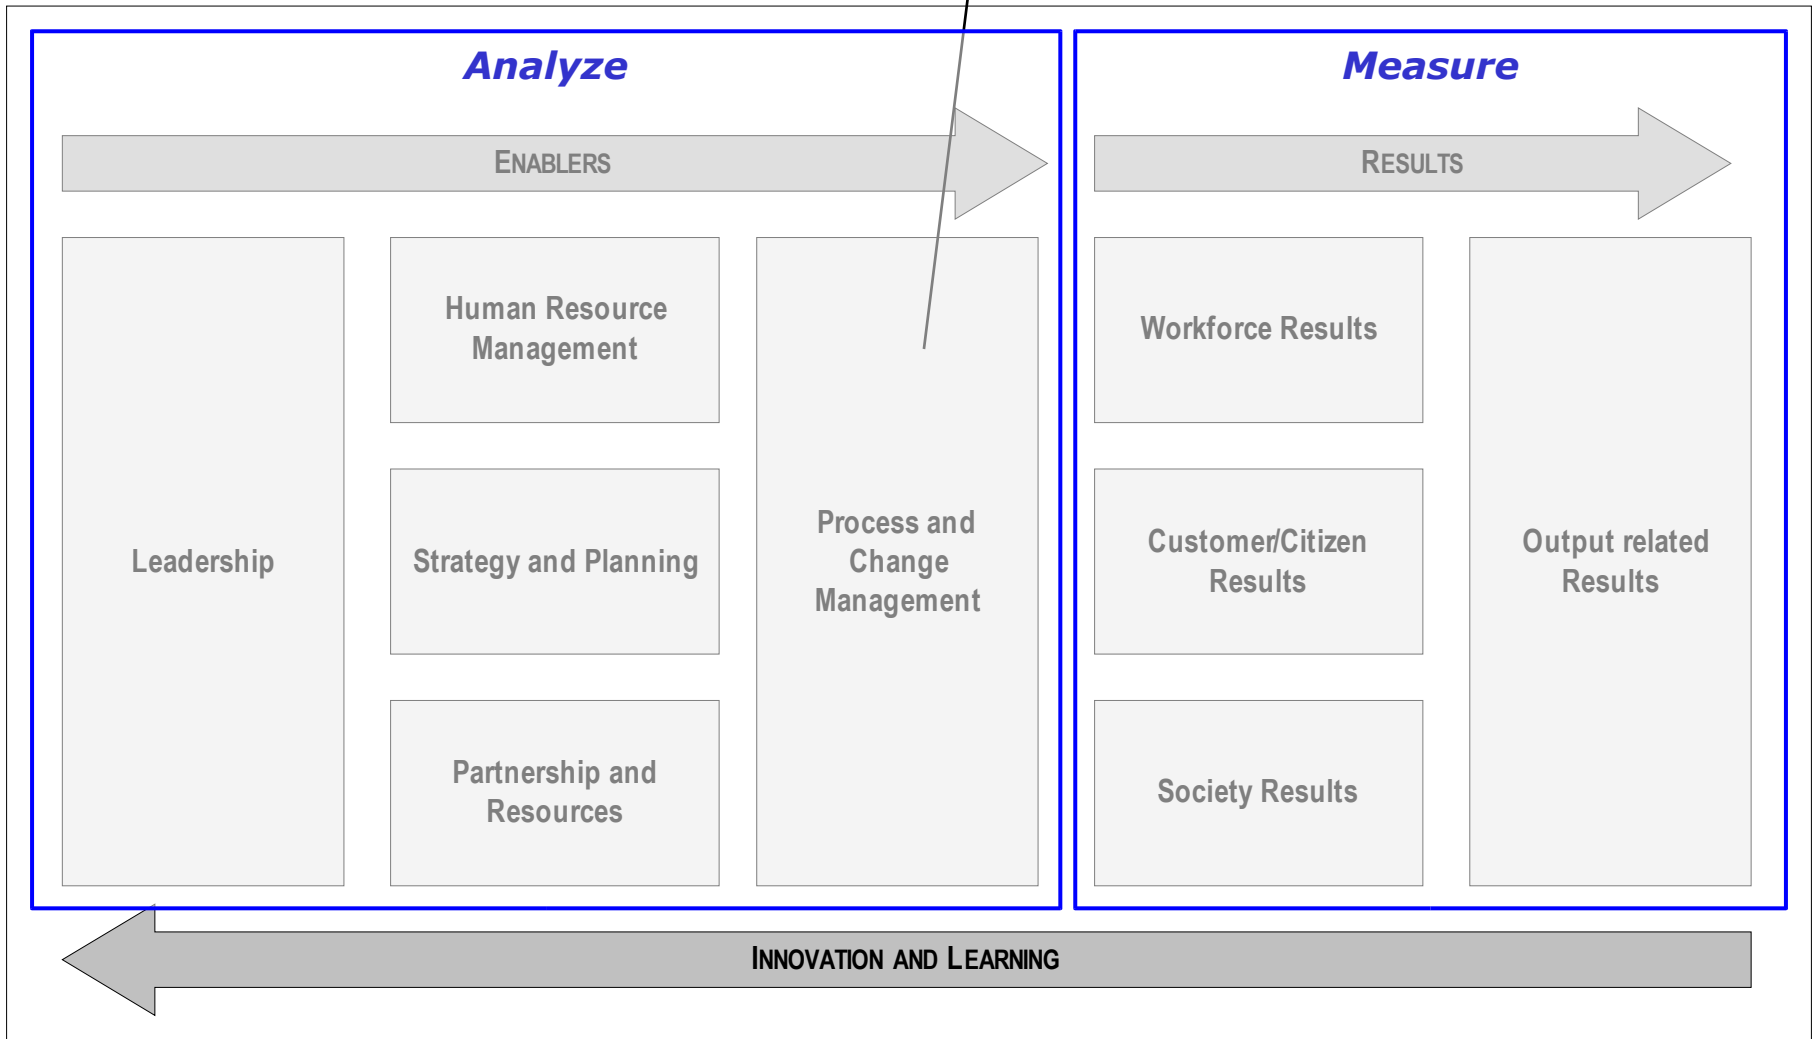 Analyze
ENABLERS
Leadership
Human Resource
Management
Strategy and Planning
Partnership and
Resources
Process and
Change
Management
Measure
RESULTS
Workforce Results
Customer/Citizen
Results
Society Results
Output related
Results
INNOVATION AND LEARNING